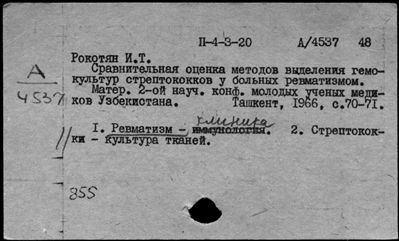 II-4-3-20 А/4537 48
Рокотян И.Т.
Сравнительная оценка методов выделения гемо-
культур стрептококков у больных ревматизмом.
А
4537
Матер. 2-ой науч. конф. молодых ученых меди-
ков Узбекистана. Ташкент, 1966, с.70-71.
клиника
I. Ревматизм - иммунология. 2. Стрептокок-
ки - культура тканей.
855